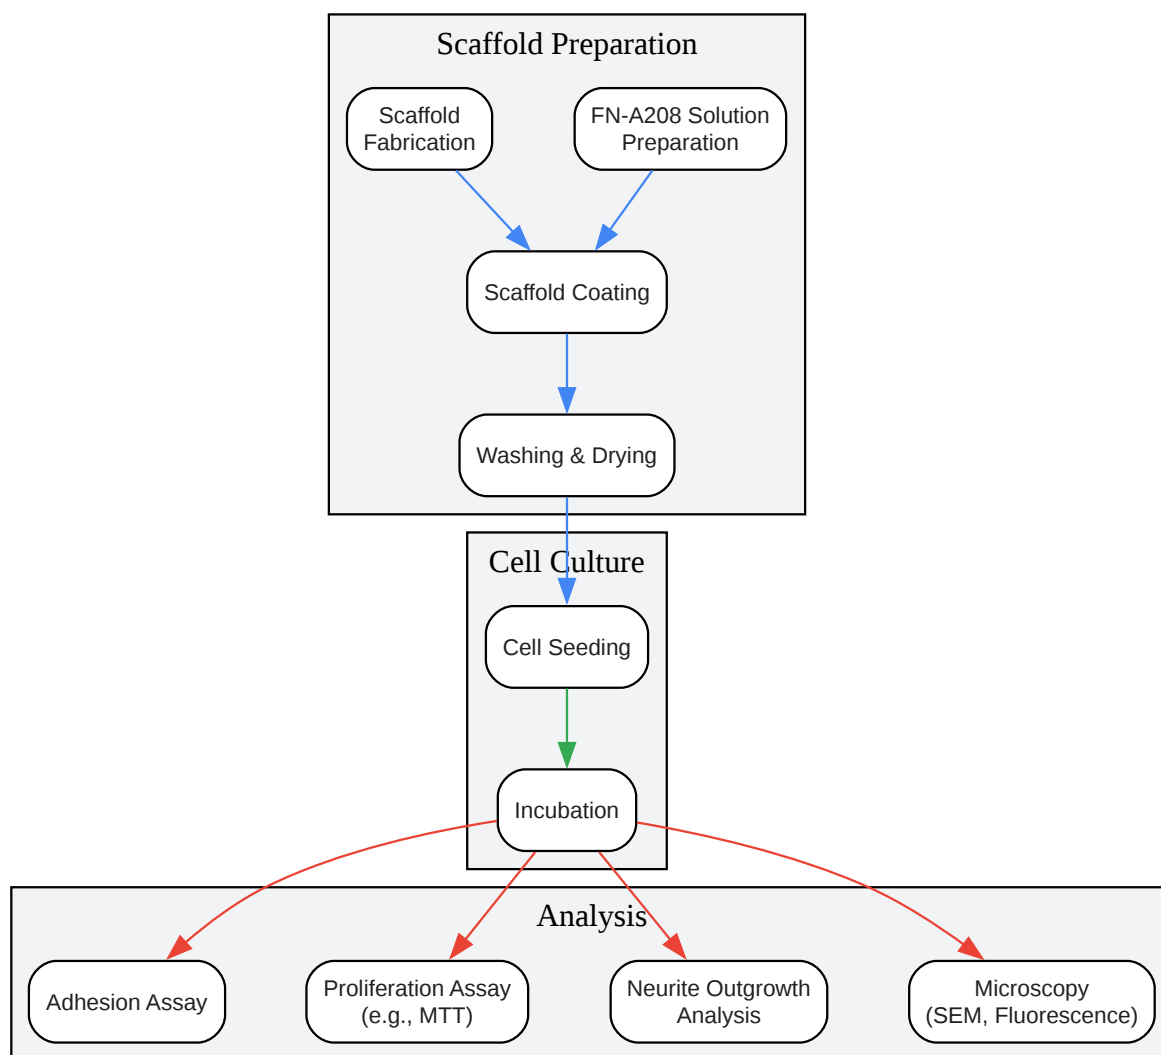 Scaffold Preparation
Scaffold
Fabrication
FN-A208 Solution
Preparation
Scaffold Coating
Washing & Drying
Cell Culture
Cell Seeding
Incubation
Analysis
Adhesion Assay
Proliferation Assay
(e.g., MTT)
Neurite Outgrowth
Analysis
Microscopy
(SEM, Fluorescence)